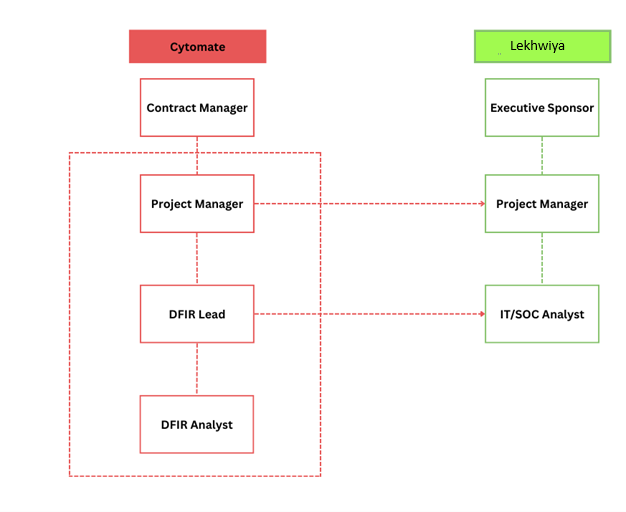 Cytomate
Lekhwiya
Contract Manager
Executive Sponsor
Project Manager
Project Manager
DFIR Lead
IT/SOC Analyst
DFIR Analyst